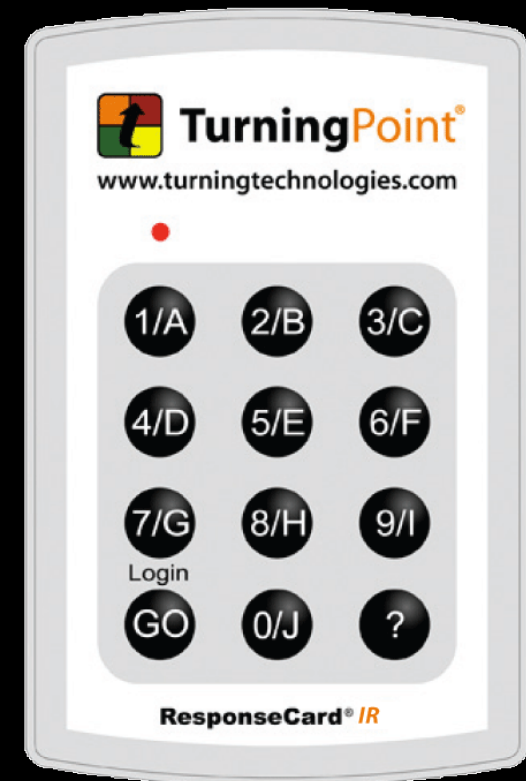 TurningPoint®
www.turningtechnologies.com
1/A 2/B 3/C
4/D 5/E 6/F
7/G 8/H 9/I
Login
GO 0/J ?
ResponseCard® IR